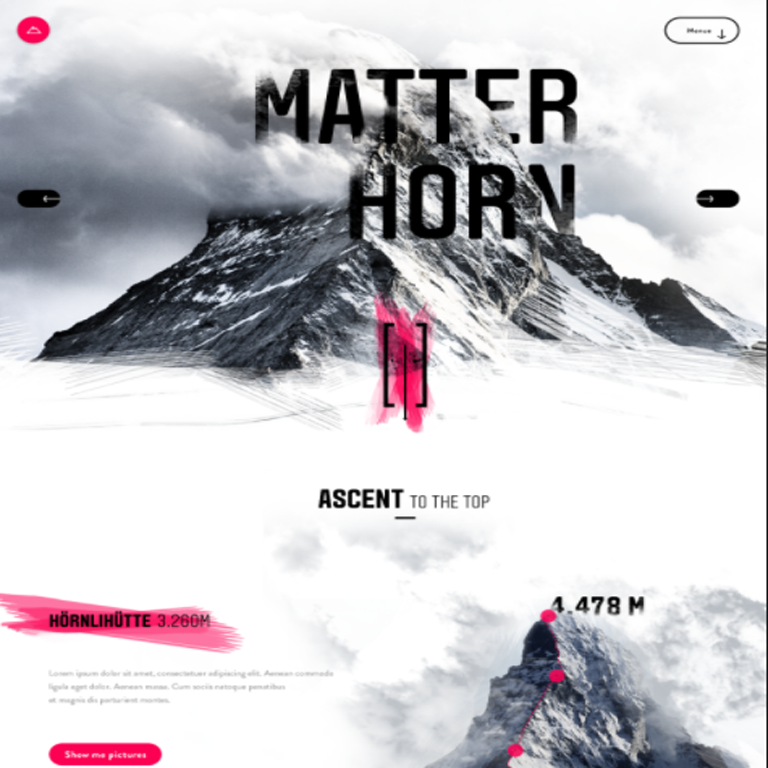 Menue
MATTER
HORN
ASCENT TO THE TOP
4.478 M
HÖRNLIHÜTTE 3.260M
Lorem ipsum dolor sit amet, consectetuer adipiscing elit. Aenean commodo
ligula eget dolor. Aenean massa. Cum sociis natoque penatibus
et magnis dis parturient montes.
Show me pictures